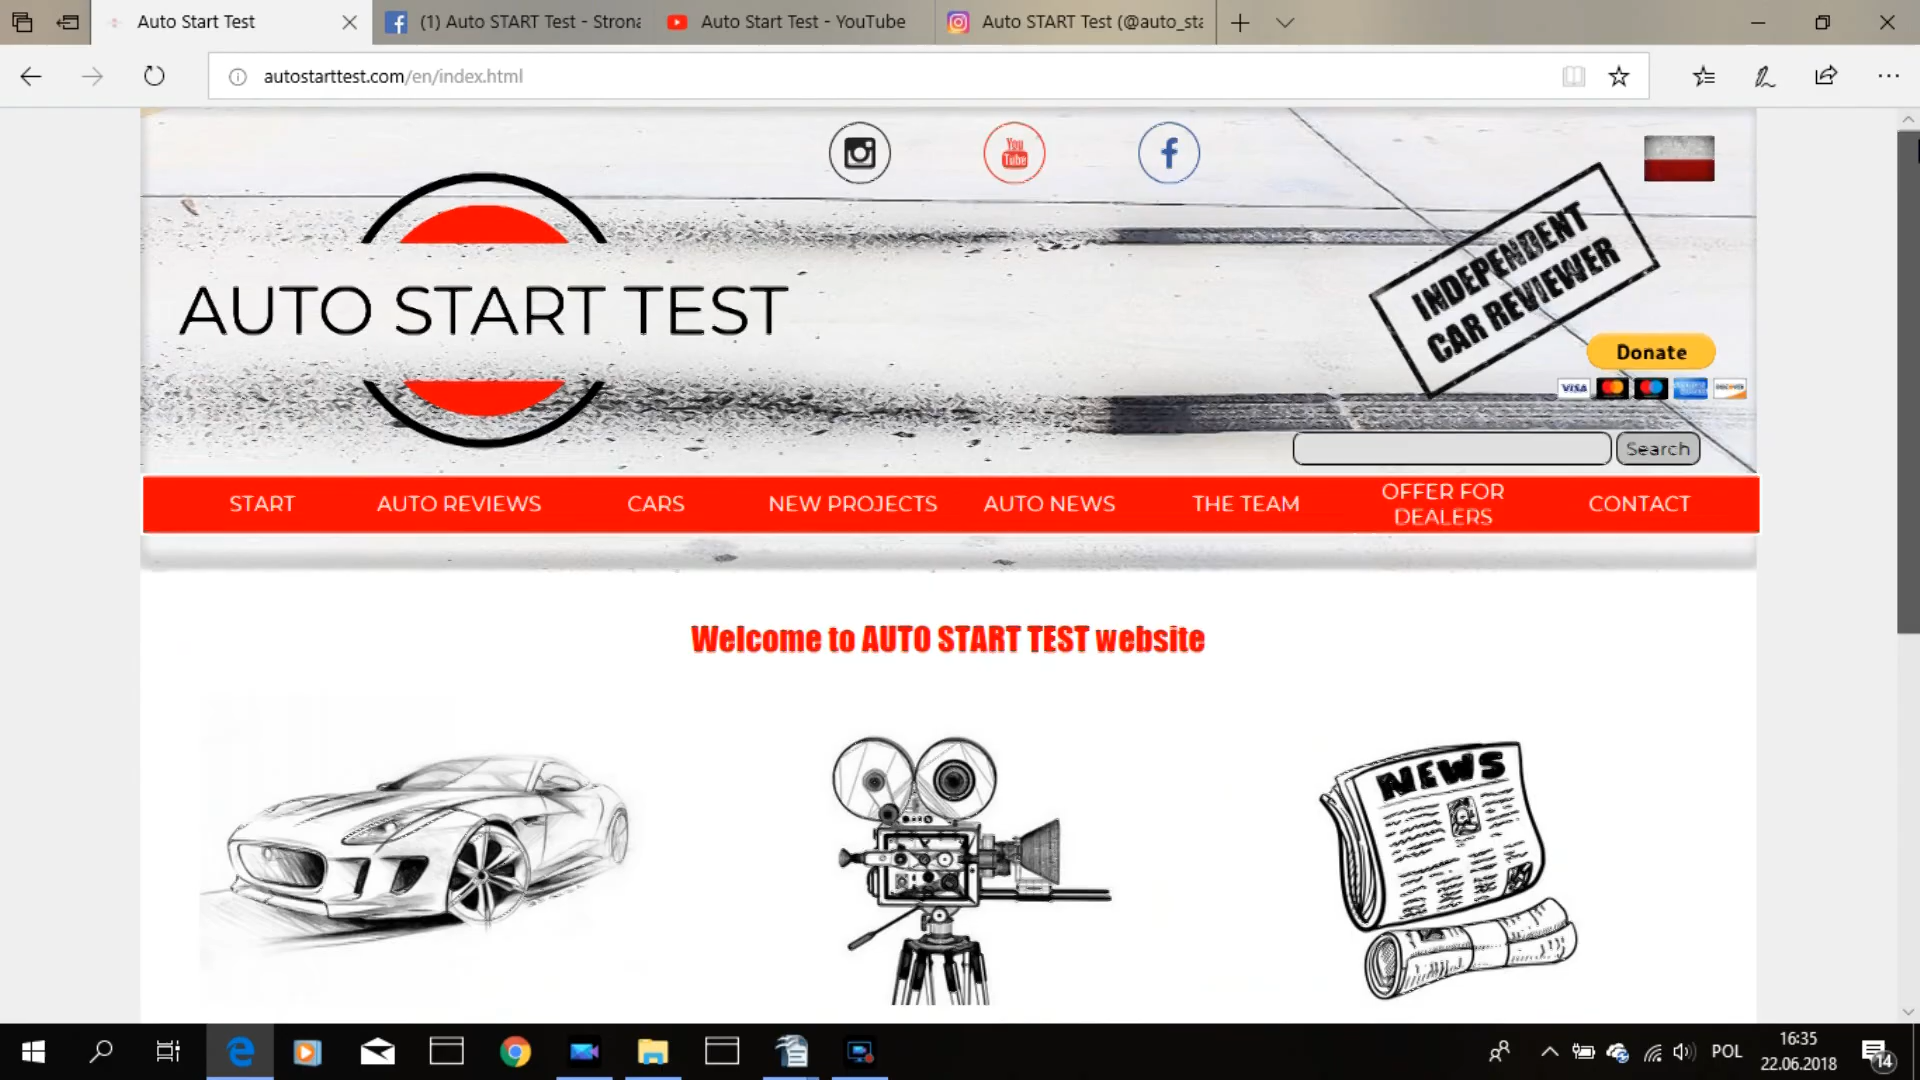 Auto Start Test
(1) Auto START Test - Strona
Auto Start Test - YouTube
Auto START Test (@auto_sta
autostarttest.com/en/index.html
You
Tube
AUTO START TEST
INDEPENDENT
CAR REVIEWER
Donate
VISA
Search
START
AUTO REVIEWS
CARS
NEW PROJECTS
AUTO NEWS
THE TEAM
OFFER FOR
DEALERS
CONTACT
Welcome to AUTO START TEST website
NEWS
POL
16:35
22.06.2018
14